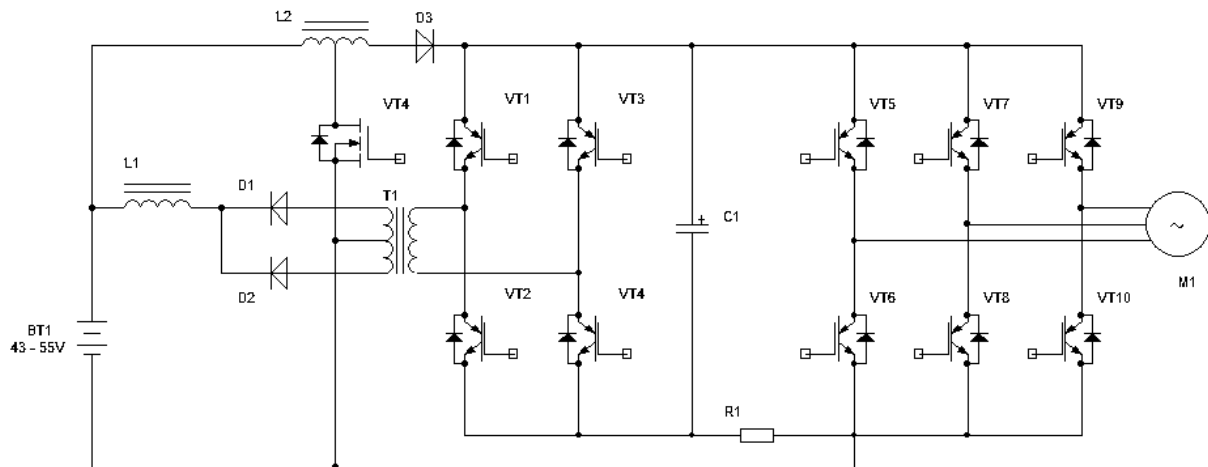 L2
D3
VT4
VT1
VT3
VT5
VT7
VT9
L1
D1
T1
C1
+
~
M1
D2
VT2
VT4
VT6
VT8
VT10
BT1
43 - 55V
R1